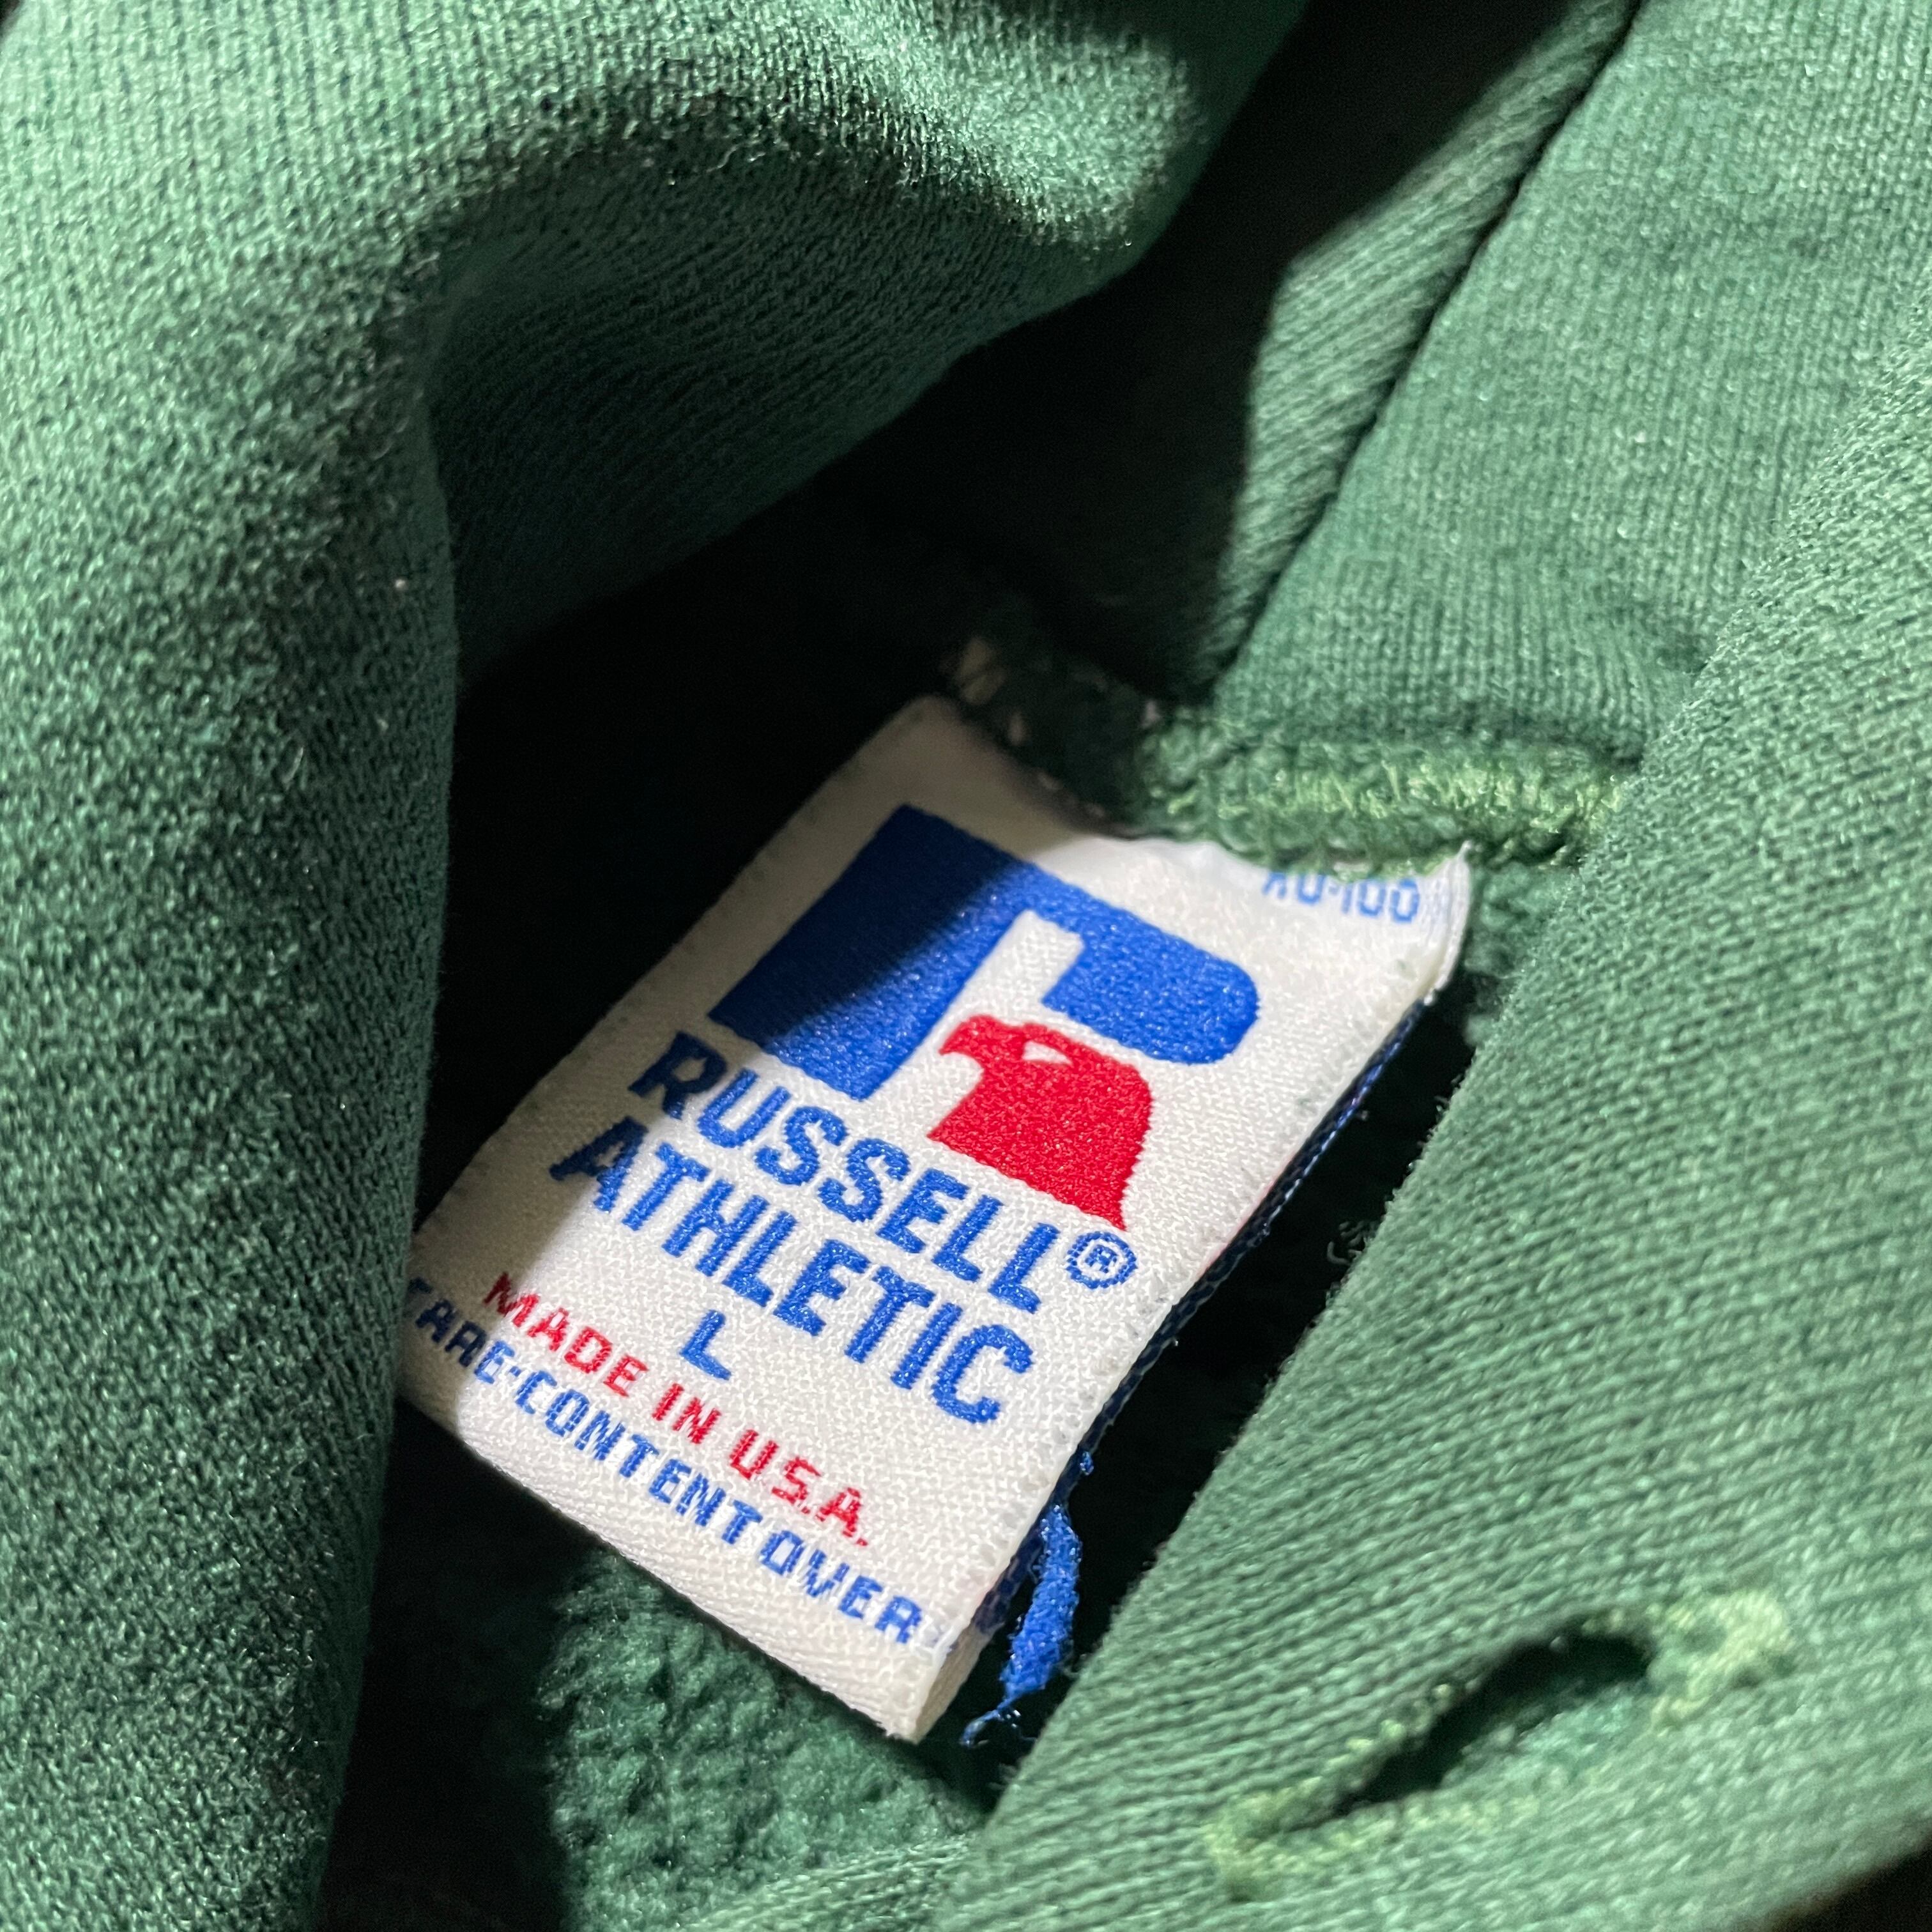 RUSSELL®
ATHLETIC
L
MADE IN U.S.A.
CARE-CONTENT OVER